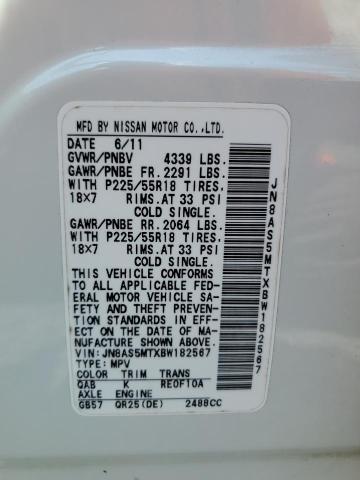 MFD BY NISSAN MOTOR CO.,LTD.
DATE 6/11
GVWR/PNBV 4339 LBS.
GAWR/PNBE FR. 2291 LBS.
WITH P225/55R18 TIRES,
18X7 RIMS.AT 33 PSI
COLD SINGLE.
GAWR/PNBE RR. 2064 LBS.
WITH P225/55R18 TIRES,
18X7 RIMS.AT 33 PSI
COLD SINGLE.
THIS VEHICLE CONFORMS
TO ALL APPLICABLE FED-
ERAL MOTOR VEHICLE SAF-
ETY AND THEFT PREVENT-
ION STANDARDS IN EFF-
ECT ON THE DATE OF MA-
NUFACTURE SHOWN ABOVE.
VIN: JN8AS5MTXBW182567
TYPE: MPV
COLOR TRIM TRANS
QAB K RE0F10A
AXLE ENGINE
GB57 QR25(DE) 2488CC
JN8AS5MTXBW182567